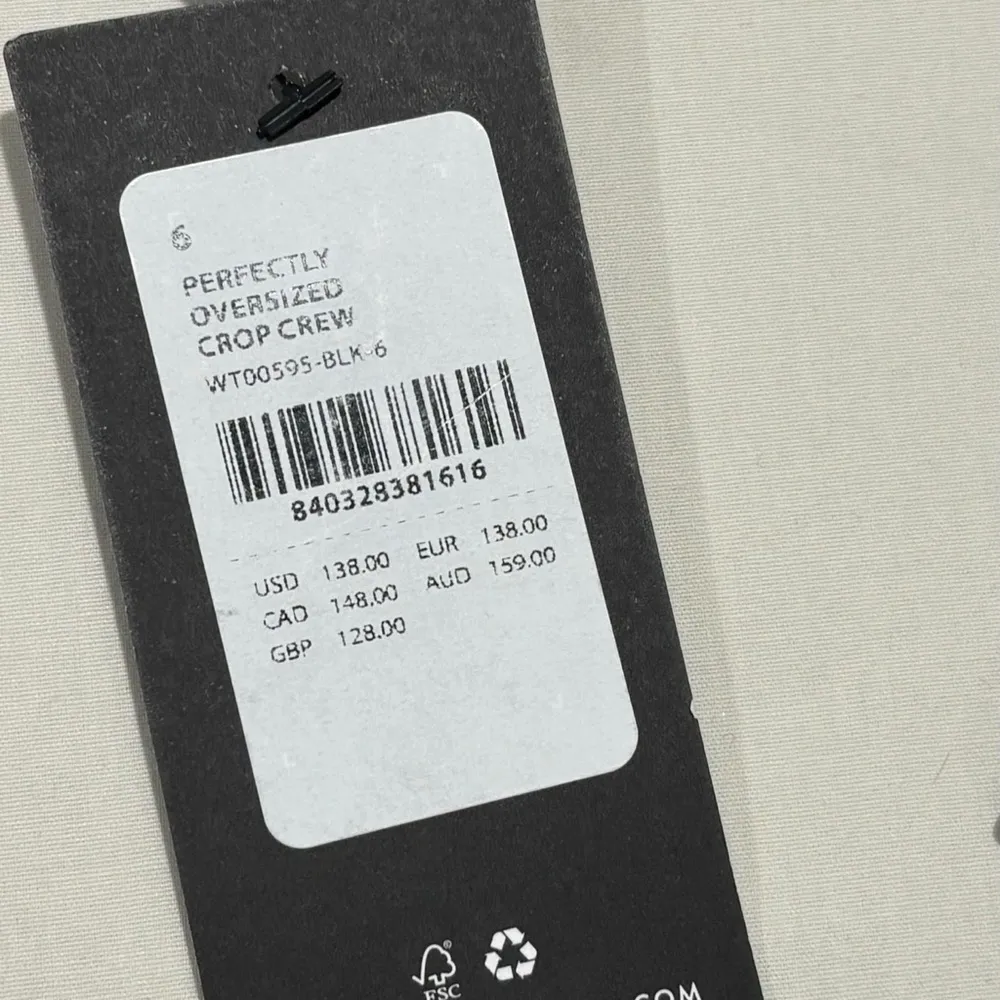 6
PERFECTLY
OVERSIZED
CROP CREW
WT00595-BLK-6
840328381616
USD 138.00 EUR 138.00
CAD 148.00 AUD 159.00
GBP 128.00
FSC
.COM